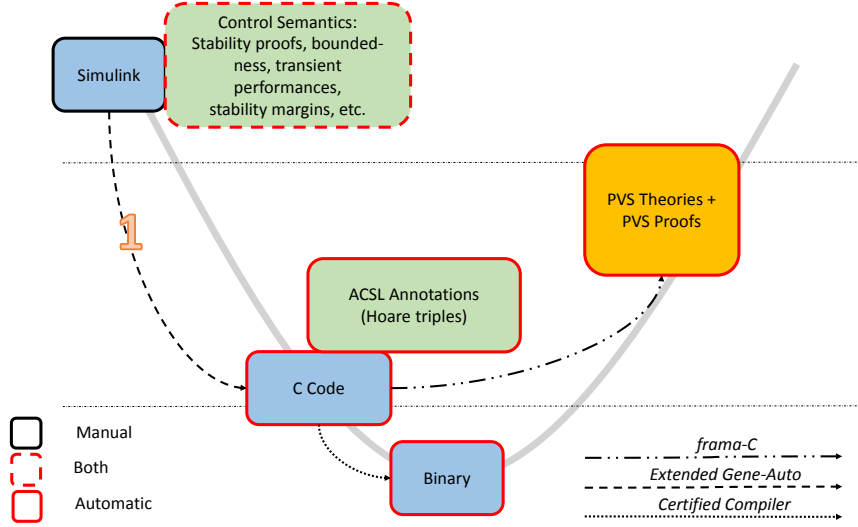 Control Semantics:
Stability proofs, bounded-
ness, transient
performances,
stability margins, etc.
Simulink
1
PVS Theories +
PVS Proofs
ACSL Annotations
(Hoare triples)
C Code
Binary
Manual
Both
Automatic
frama-C
Extended Gene-Auto
Certified Compiler